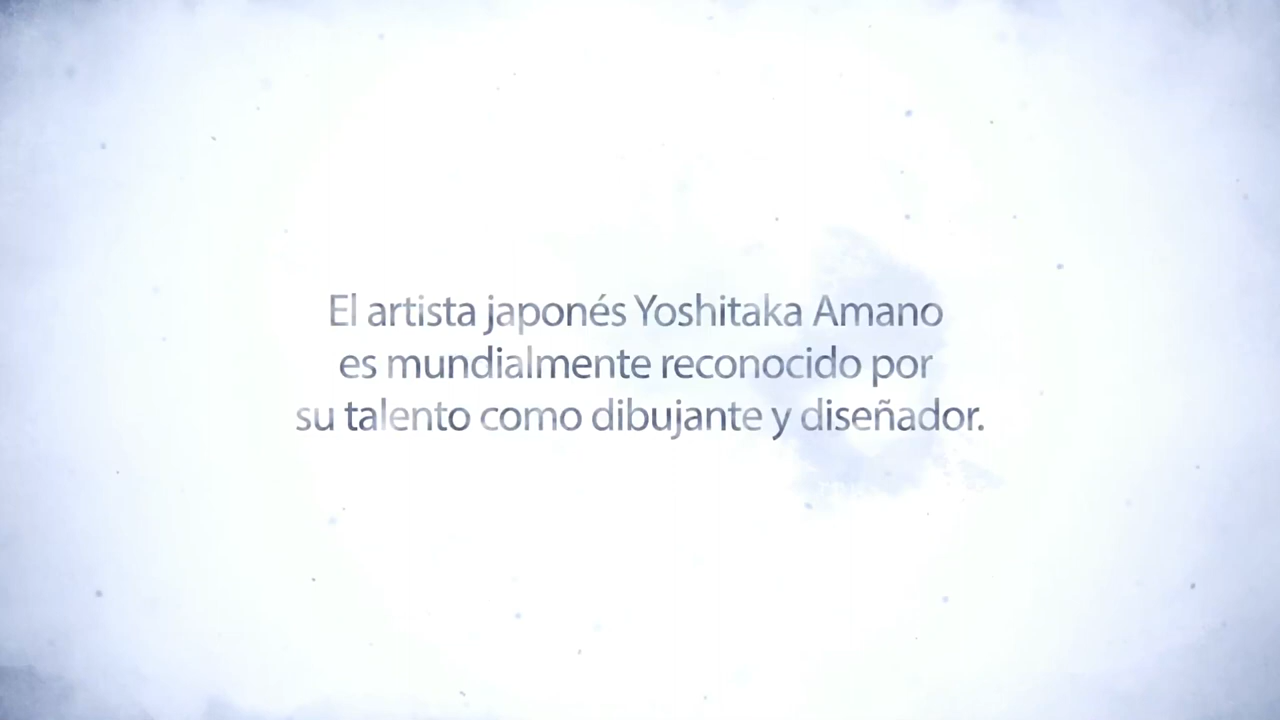 El artista japonés Yoshitaka Amano
es mundialmente reconocido por
su talento como dibujante y diseñador.